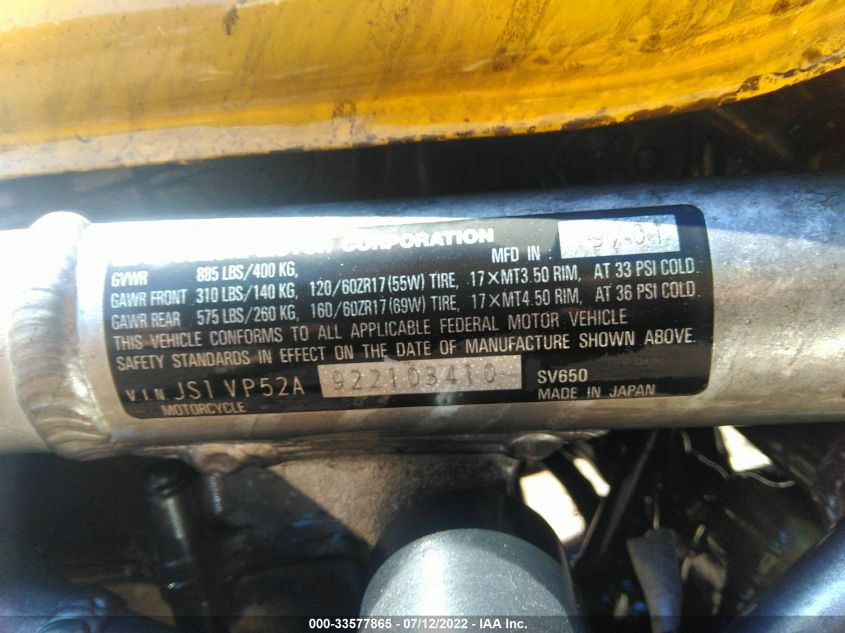 CORPORATION MFD IN
GVWR 885 LBS/400 KG,
GAWR FRONT 310 LBS/140 KG, 120/60ZR17(55W) TIRE, 17×MT3.50 RIM, AT 33 PSI COLD.
GAWR REAR 575 LBS/260 KG, 160/60ZR17(69W) TIRE, 17×MT4.50 RIM, AT 36 PSI COLD.
THIS VEHICLE CONFORMS TO ALL APPLICABLE FEDERAL MOTOR VEHICLE
SAFETY STANDARDS IN EFFECT ON THE DATE OF MANUFACTURE SHOWN ABOVE.
V.I.N. JS1VP52A 922103410 SV650
MOTORCYCLE MADE IN JAPAN
000-33577865 - 07/12/2022 - IAA Inc.